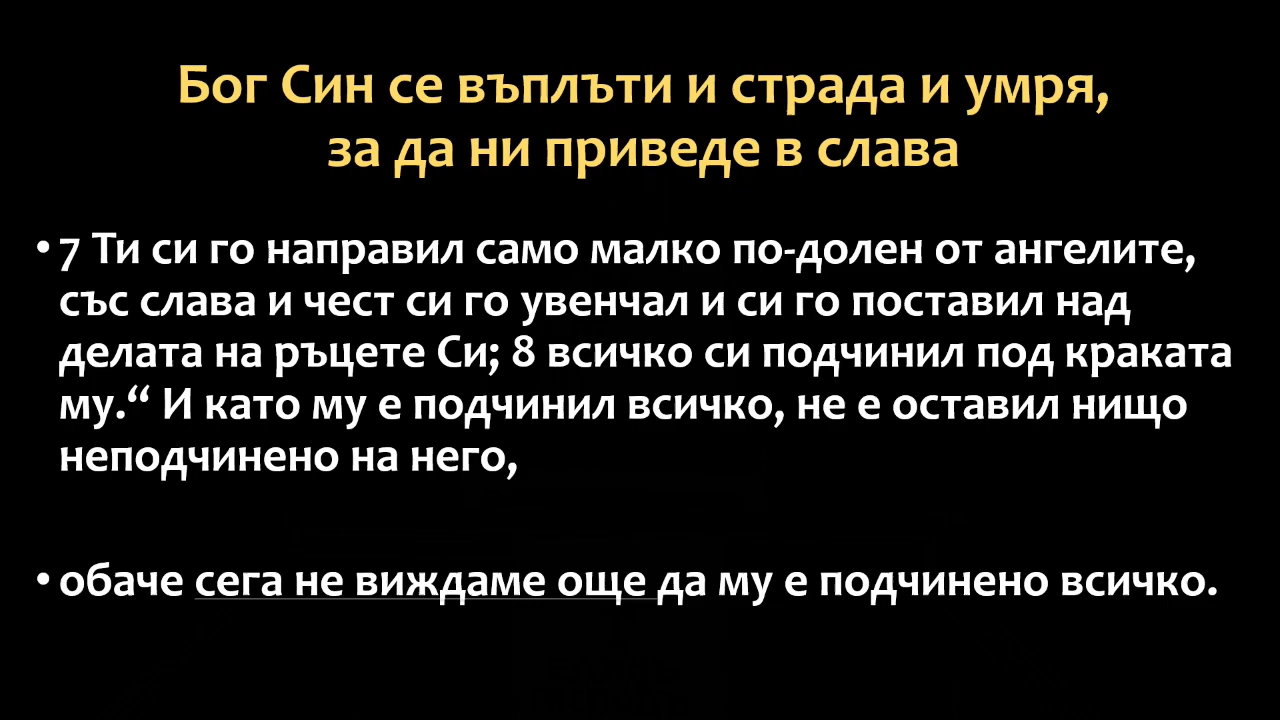 Бог Син се въплъти и страда и умря,
за да ни приведе в слава
• 7 Ти си го направил само малко по-долен от ангелите,
със слава и чест си го увенчал и си го поставил над
делата на ръцете Си; 8 всичко си подчинил под краката
му.“ И като му е подчинил всичко, не е оставил нищо
неподчинено на него,
• обаче сега не виждаме още да му е подчинено всичко.